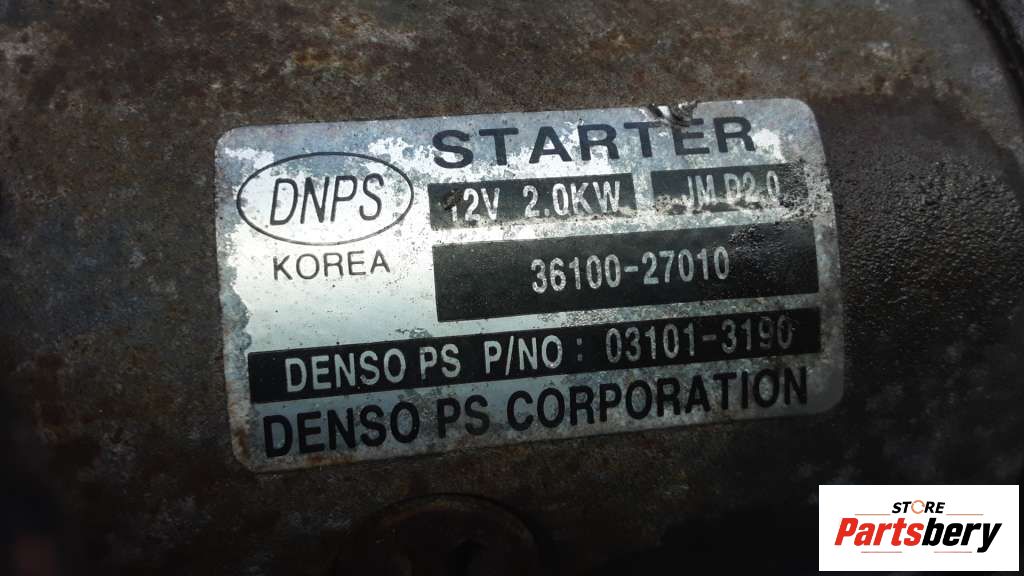 STARTER
DNPS
12V 2.0KW JM D2.0
KOREA
36100-27010
DENSO PS P/NO: 03101-3190
DENSO PS CORPORATION
STORE
Partsbery